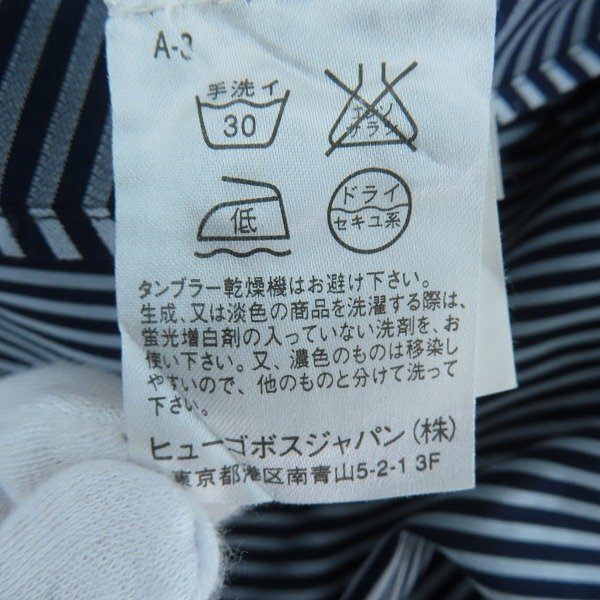 A-3
手洗イ
30
エンソ
サラシ
低
ドライ
セキユ系
タンブラー乾燥機はお避け下さい。
生成、又は淡色の商品を洗濯する際は、
蛍光増白剤の入っていない洗剤を、お
使い下さい。又、濃色のものは移染し
やすいので、他のものと分けて洗って
下さい。
ヒューゴボスジャパン(株)
東京都港区南青山5-2-1 3F